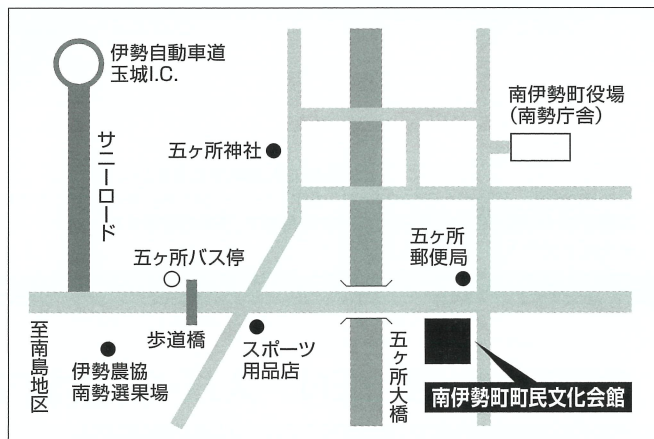 伊勢自動車道
玉城I.C.
サニーロード
南伊勢町役場
(南勢庁舎)
五ヶ所神社
五ヶ所バス停
五ヶ所
郵便局
至南島地区
歩道橋
伊勢農協
南勢選果場
スポーツ
用品店
五ヶ所大橋
南伊勢町町民文化会館